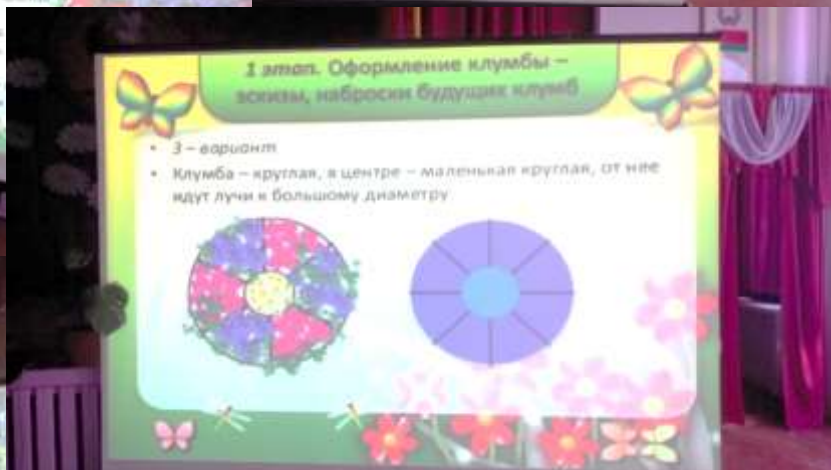 1 этап. Оформление клумбы –
эскизы, наброски будущих клумб
• 3 – вариант
• Клумба – круглая, в центре – маленькая круглая, от нее
идут лучи к большому диаметру